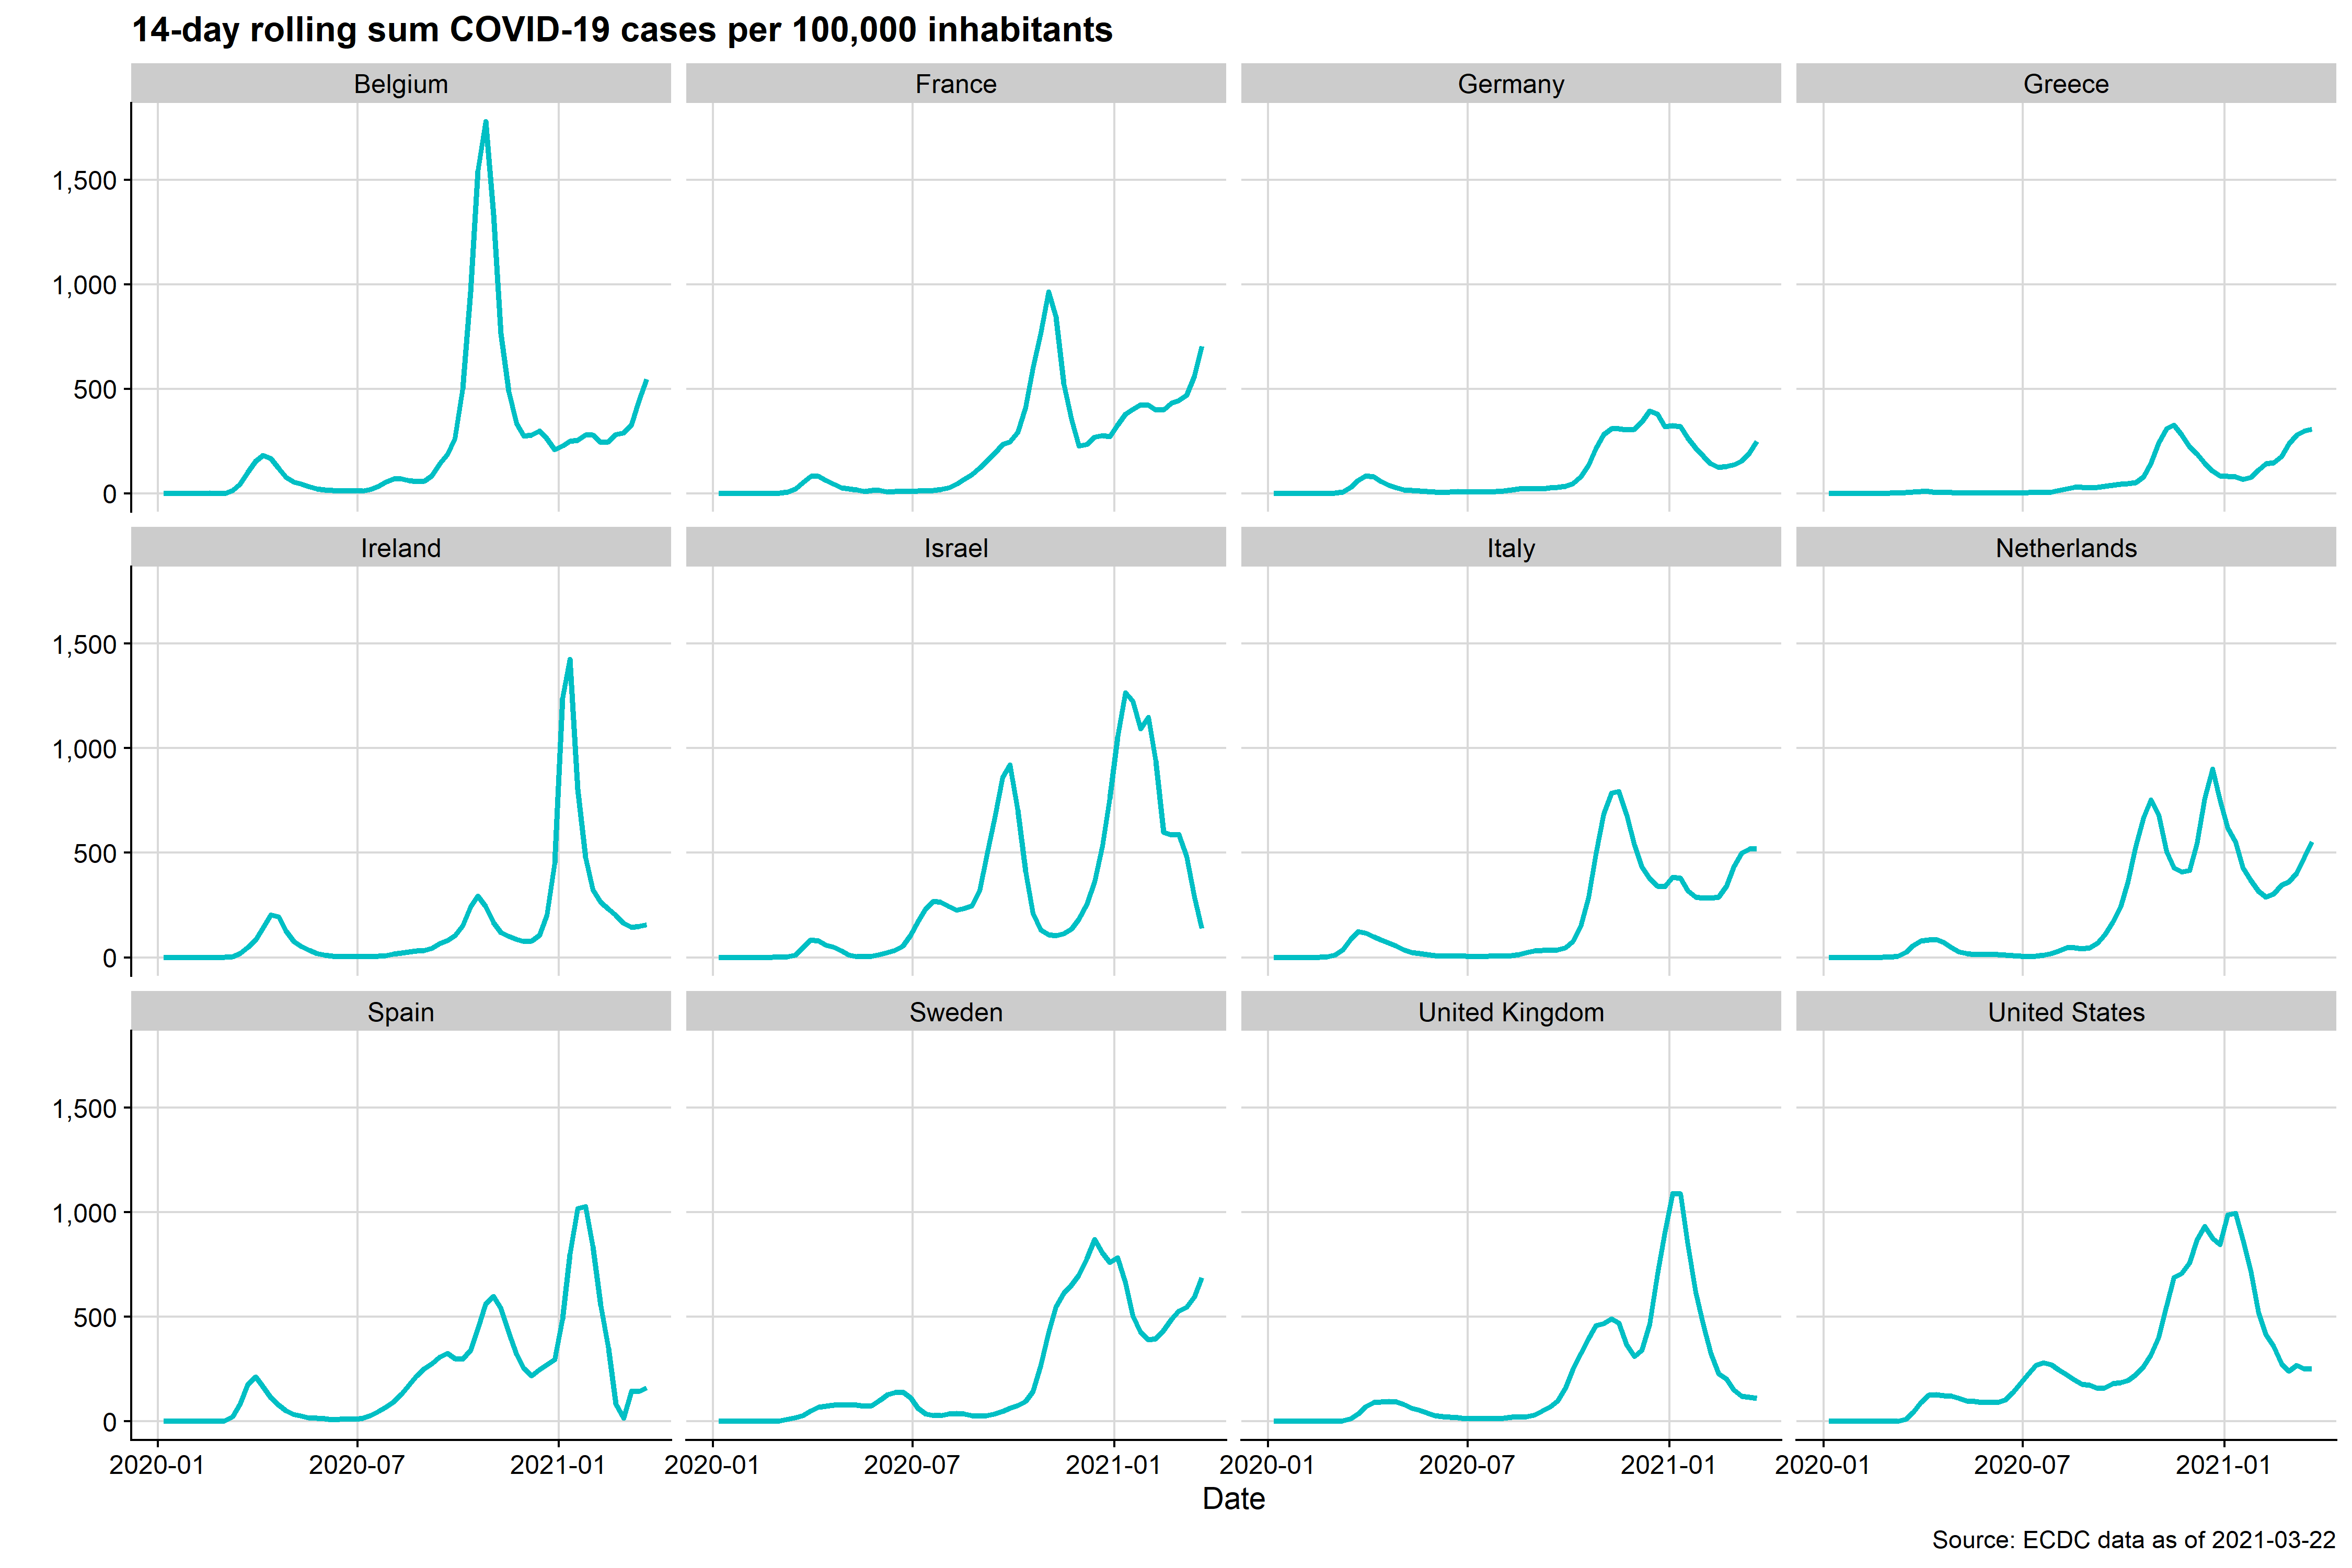 14-day rolling sum COVID-19 cases per 100,000 inhabitants
Belgium France Germany Greece
1,500
1,000
500
0
Ireland Israel Italy Netherlands
1,500
1,000
500
0
Spain Sweden United Kingdom United States
1,500
1,000
500
0
2020-01 2020-07 2021-01 2020-01 2020-07 2021-01 2020-01 2020-07 2021-01 2020-01 2020-07 2021-01
Date
Source: ECDC data as of 2021-03-22